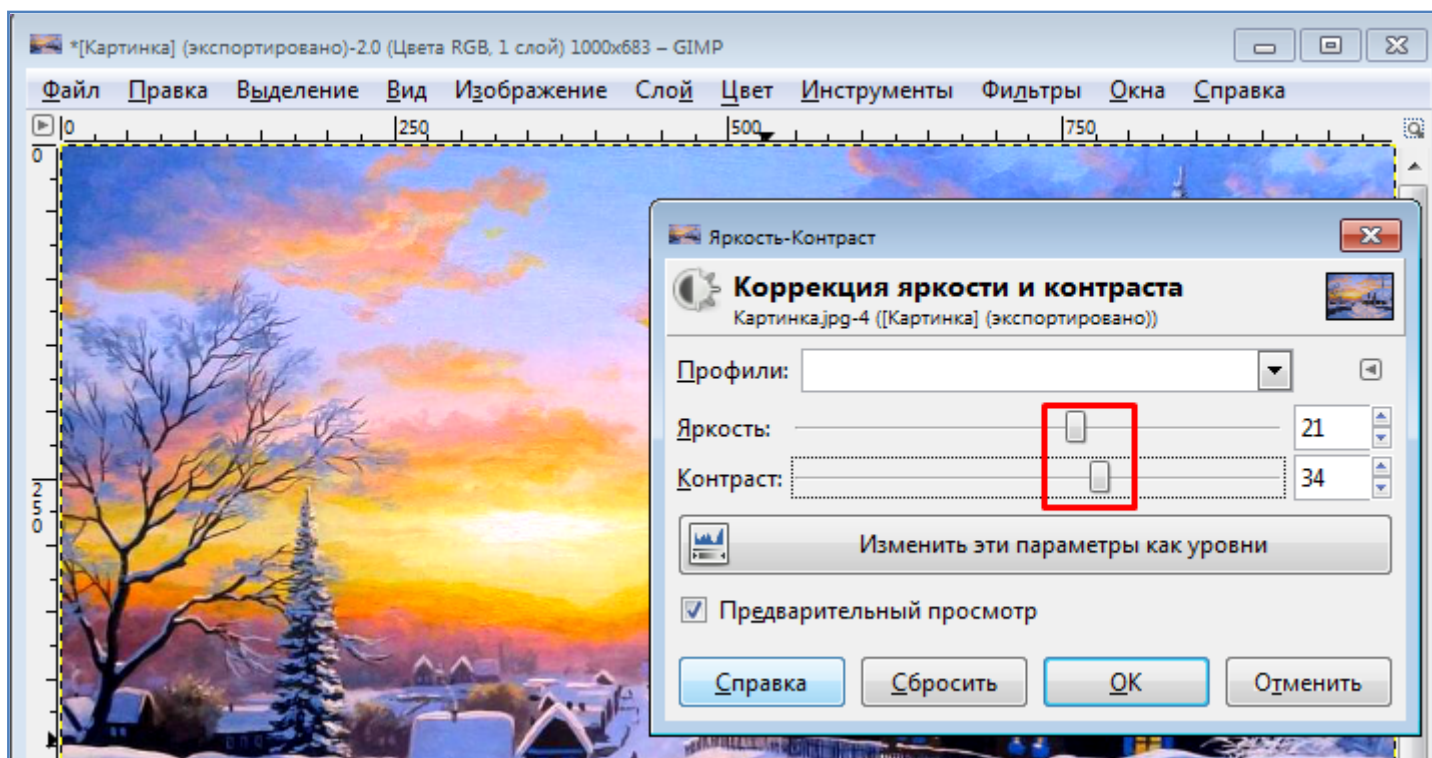 *[Картинка] (экспортировано)-2.0 (Цвета RGB, 1 слой) 1000x683 – GIMP
Файл Правка Выделение Вид Изображение Слой Цвет Инструменты Фильтры Окна Справка
0 250 500 750
0
Яркость-Контраст
Коррекция яркости и контраста
Картинка.jpg-4 ([Картинка] (экспортировано))
Профили:
Яркость: 21
Контраст: 34
250
Изменить эти параметры как уровни
Предварительный просмотр
Справка Сбросить OK Отменить